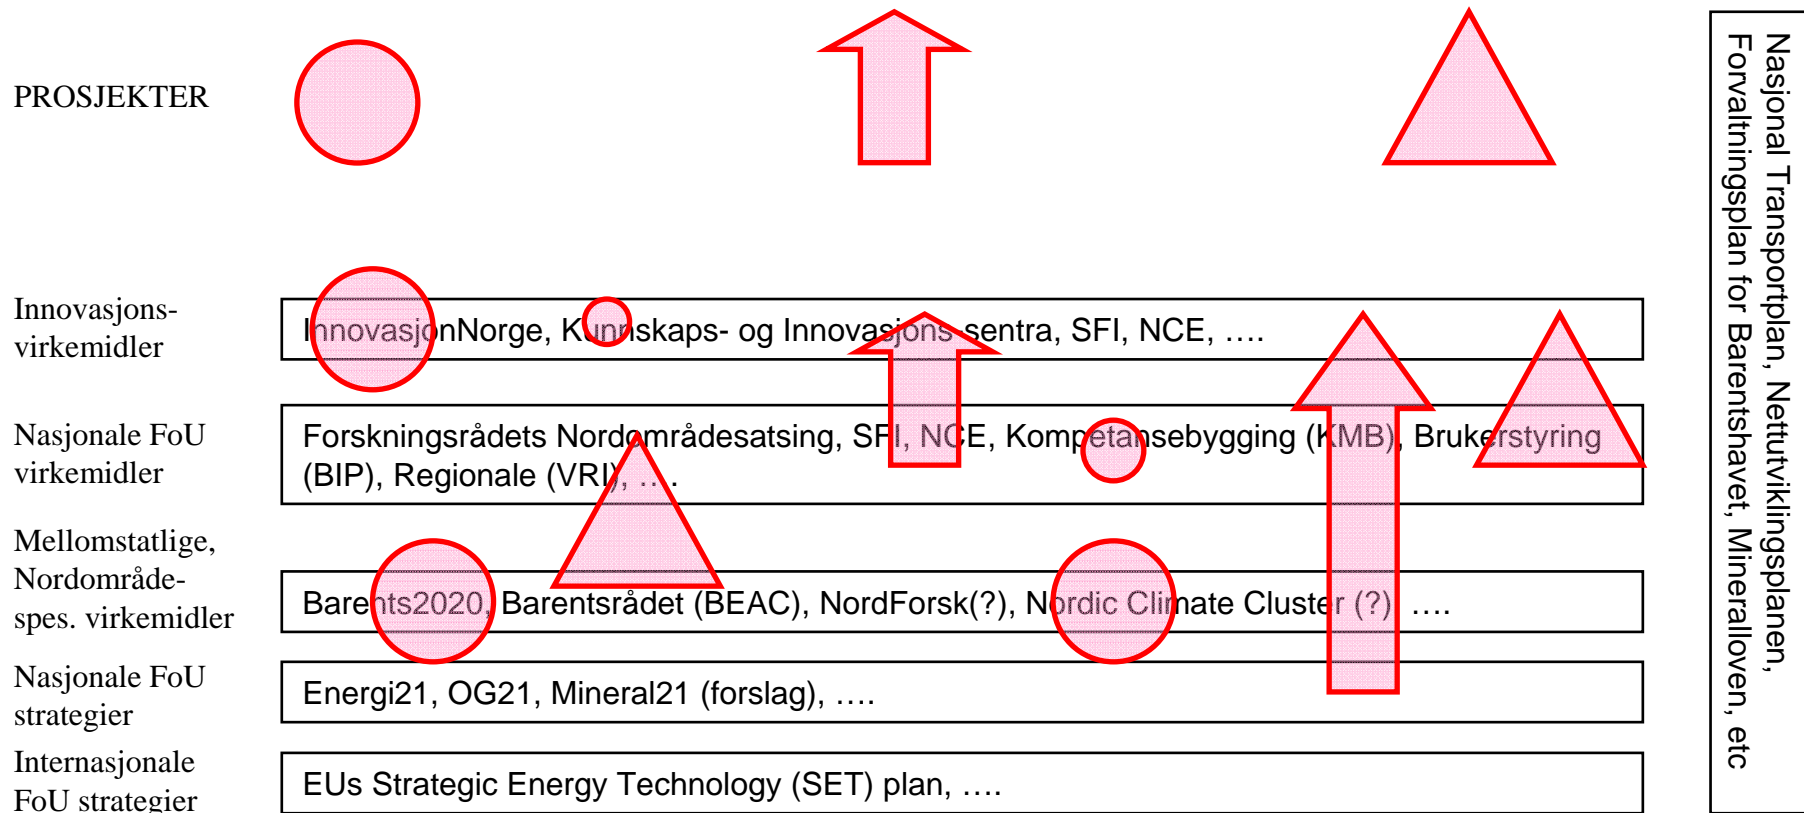 PROSJEKTER
Innovasjons-
virkemidler
InnovasjonNorge, Kunnskaps- og Innovasjons-sentra, SFI, NCE, ….
Nasjonale FoU
virkemidler
Forskningsrådets Nordområdesatsing, SFI, NCE, Kompetansebygging (KMB), Brukerstyring
(BIP), Regionale (VRI), ….
Mellomstatlige,
Nordområde-
spes. virkemidler
Barents2020, Barentsrådet (BEAC), NordForsk(?), Nordic Climate Cluster (?) ….
Nasjonale FoU
strategier
Energi21, OG21, Mineral21 (forslag), ….
Internasjonale
FoU strategier
EUs Strategic Energy Technology (SET) plan, ….
Nasjonal Transportplan, Nettutviklingsplanen,
Forvaltningsplan for Barentshavet, Mineralloven, etc